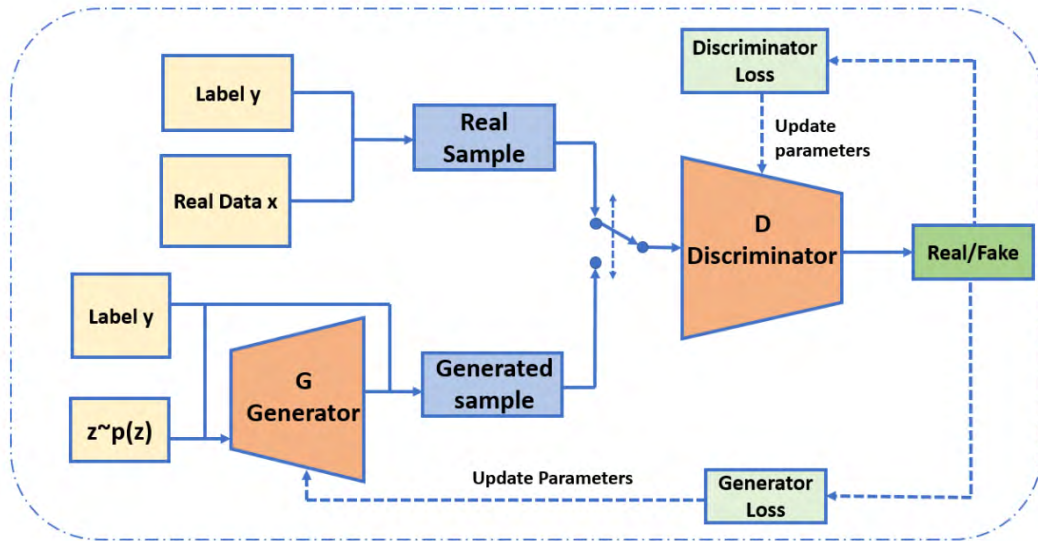 Label y
Real Data x
Real
Sample
Discriminator
Loss
Update
parameters
D
Discriminator
Real/Fake
Label y
z~p(z)
G
Generator
Generated
sample
Update Parameters
Generator
Loss